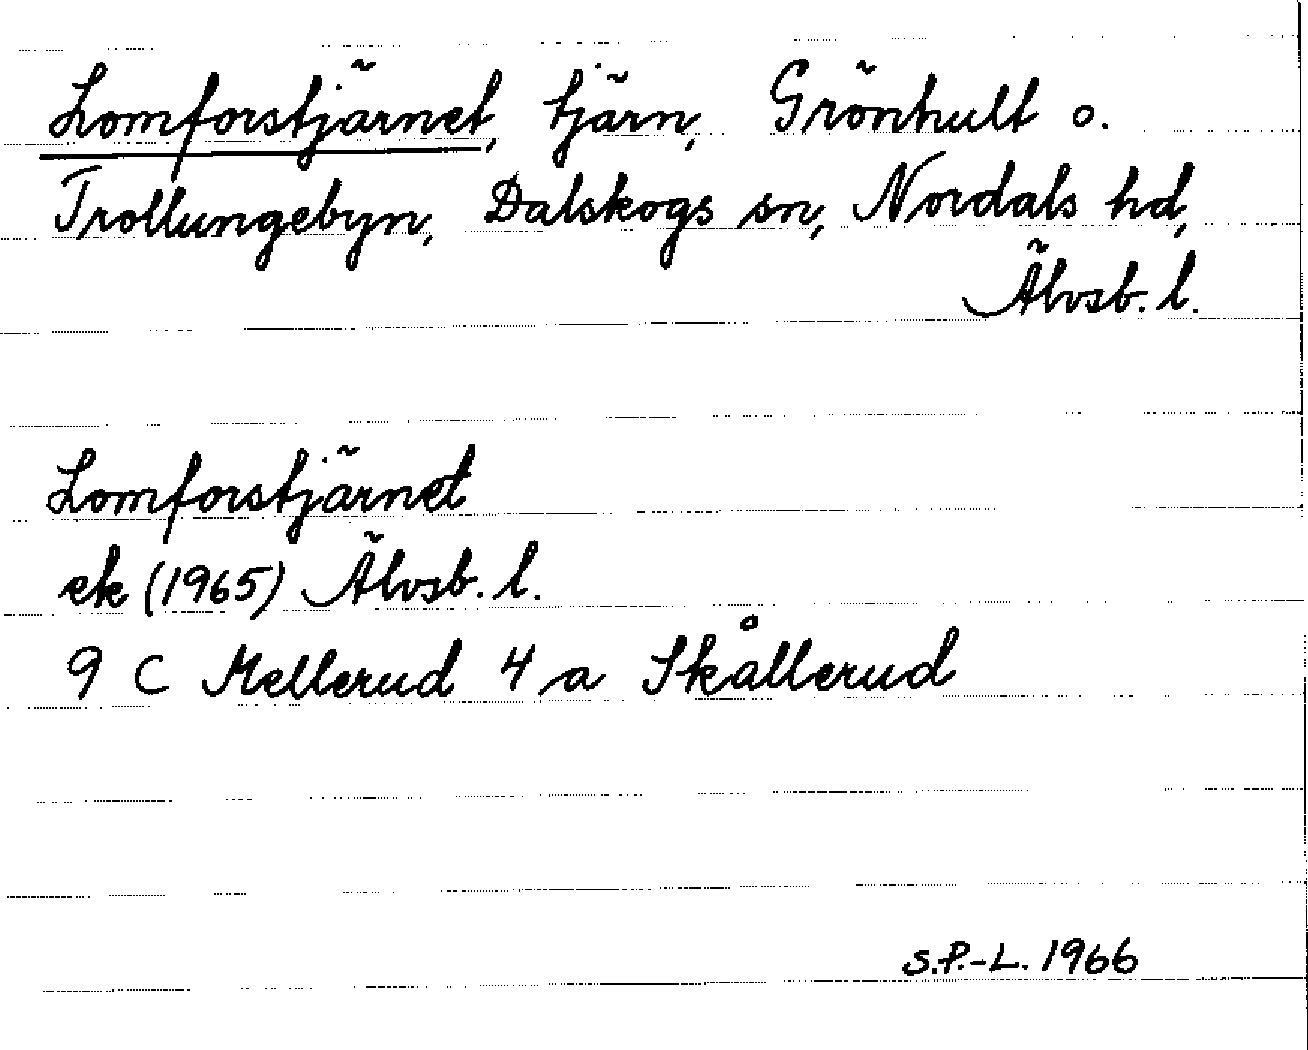 Lomforstjärnet, tjärn, Grönhult o.
Trollungebyn, Dalskogs sn, Nordals hd,
Älvsb. l.
Lomforstjärnet
ek (1965) Älvsb. l.
9 C Mellerud 4 a Skållerud
S.P.-L. 1966